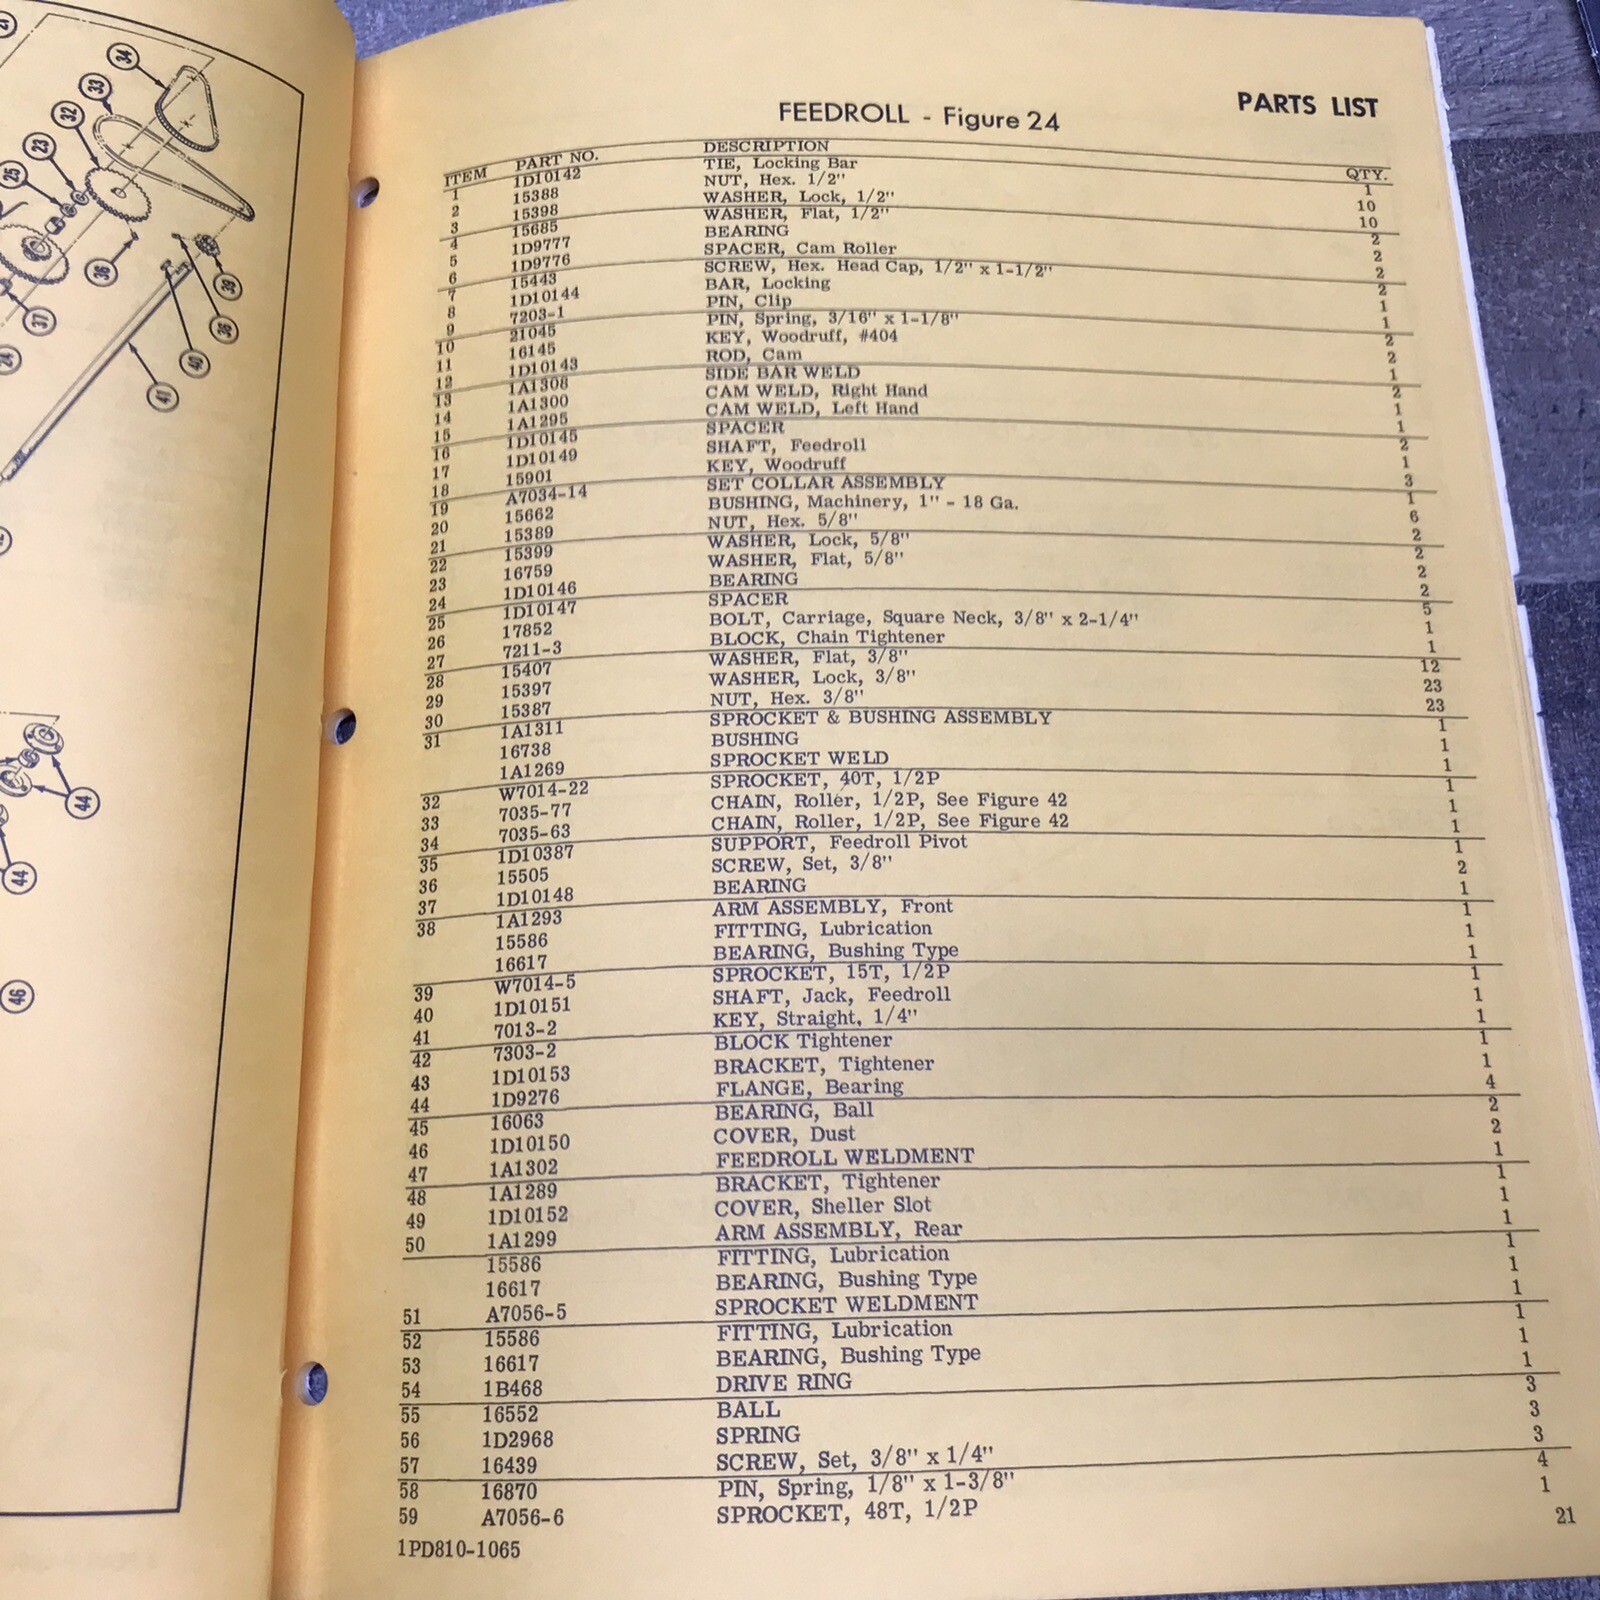 34
33
32
23
25
36
39
37
36
24
40
41
44
44
46
21
PARTS LIST
FEEDROLL - Figure 24
ITEM PART NO. DESCRIPTION QTY.
1 1D10142 TIE, Locking Bar 1
2 15388 NUT, Hex. 1/2" 10
3 15398 WASHER, Lock, 1/2" 10
4 15685 WASHER, Flat, 1/2" 2
5 1D9777 BEARING 2
6 1D9776 SPACER, Cam Roller 2
7 15443 SCREW, Hex. Head Cap, 1/2" x 1-1/2" 2
8 1D10144 BAR, Locking 1
9 7203-1 PIN, Clip 1
10 21045 PIN, Spring, 3/16" x 1-1/8" 2
11 16145 KEY, Woodruff, #404 2
12 1D10143 ROD, Cam 1
13 1A1308 SIDE BAR WELD 2
14 1A1300 CAM WELD, Right Hand 1
15 1A1295 CAM WELD, Left Hand 1
16 1D10145 SPACER 2
17 1D10149 SHAFT, Feedroll 1
18 15901 KEY, Woodruff 3
19 A7034-14 SET COLLAR ASSEMBLY 1
20 15662 BUSHING, Machinery, 1" - 18 Ga. 6
21 15389 NUT, Hex. 5/8" 2
22 15399 WASHER, Lock, 5/8" 2
23 16759 WASHER, Flat, 5/8" 2
24 1D10146 BEARING 2
25 1D10147 SPACER 5
26 17852 BOLT, Carriage, Square Neck, 3/8" x 2-1/4" 1
27 7211-3 BLOCK, Chain Tightener 1
28 15407 WASHER, Flat, 3/8" 12
29 15397 WASHER, Lock, 3/8" 23
30 15387 NUT, Hex. 3/8" 23
31 1A1311 SPROCKET & BUSHING ASSEMBLY 1
16738 BUSHING 1
1A1269 SPROCKET WELD 1
32 W7014-22 SPROCKET, 40T, 1/2P 1
33 7035-77 CHAIN, Roller, 1/2P, See Figure 42 1
34 7035-63 CHAIN, Roller, 1/2P, See Figure 42 1
35 1D10387 SUPPORT, Feedroll Pivot 1
36 15505 SCREW, Set, 3/8" 2
37 1D10148 BEARING 1
38 1A1293 ARM ASSEMBLY, Front 1
15586 FITTING, Lubrication 1
16617 BEARING, Bushing Type 1
39 W7014-5 SPROCKET, 15T, 1/2P 1
40 1D10151 SHAFT, Jack, Feedroll 1
41 7013-2 KEY, Straight, 1/4" 1
42 7303-2 BLOCK Tightener 1
43 1D10153 BRACKET, Tightener 1
44 1D9276 FLANGE, Bearing 4
45 16063 BEARING, Ball 2
46 1D10150 COVER, Dust 2
47 1A1302 FEEDROLL WELDMENT 1
48 1A1289 BRACKET, Tightener 1
49 1D10152 COVER, Sheller Slot 1
50 1A1299 ARM ASSEMBLY, Rear 1
15586 FITTING, Lubrication 1
16617 BEARING, Bushing Type 1
51 A7056-5 SPROCKET WELDMENT 1
52 15586 FITTING, Lubrication 1
53 16617 BEARING, Bushing Type 1
54 1B468 DRIVE RING 1
55 16552 BALL 3
56 1D2968 SPRING 3
57 16439 SCREW, Set, 3/8" x 1/4" 3
58 16870 PIN, Spring, 1/8" x 1-3/8" 4
59 A7056-6 SPROCKET, 48T, 1/2P 1
1PD810-1065
21